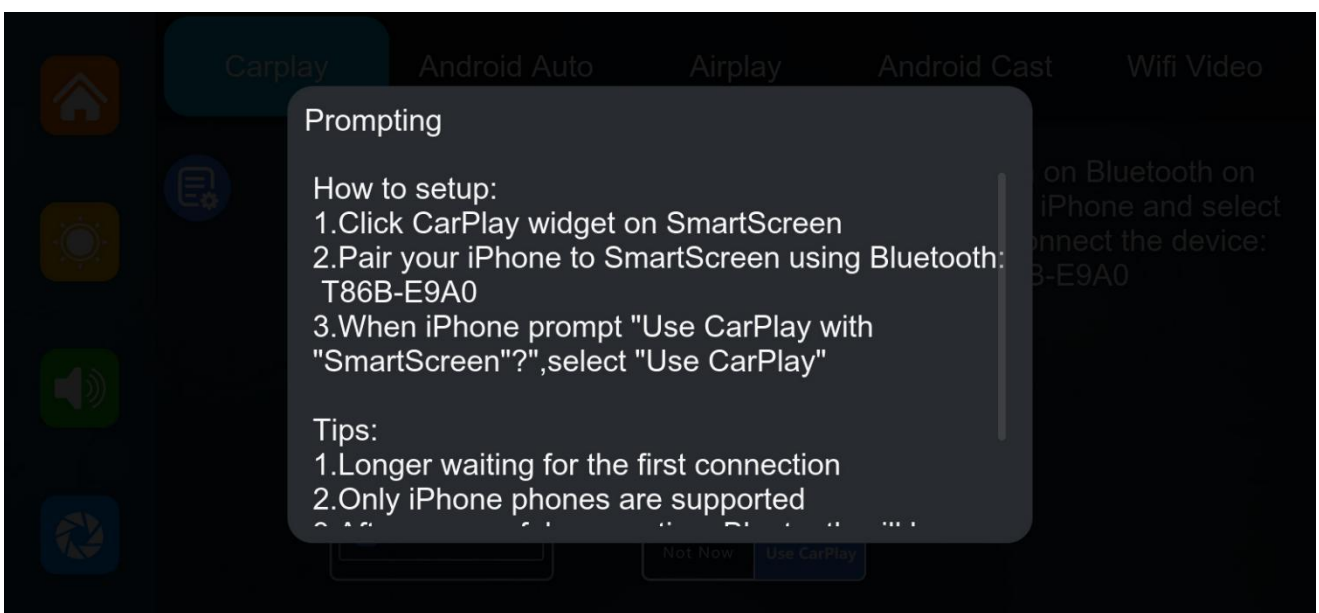 Carplay Android Auto Airplay Android Cast Wifi Video
Prompting
How to setup:
1.Click CarPlay widget on SmartScreen
2.Pair your iPhone to SmartScreen using Bluetooth:
T86B-E9A0
3.When iPhone prompt "Use CarPlay with
"SmartScreen"?",select "Use CarPlay"
Tips:
1.Longer waiting for the first connection
2.Only iPhone phones are supported
on Bluetooth on
iPhone and select
the device:
Not Now Use CarPlay